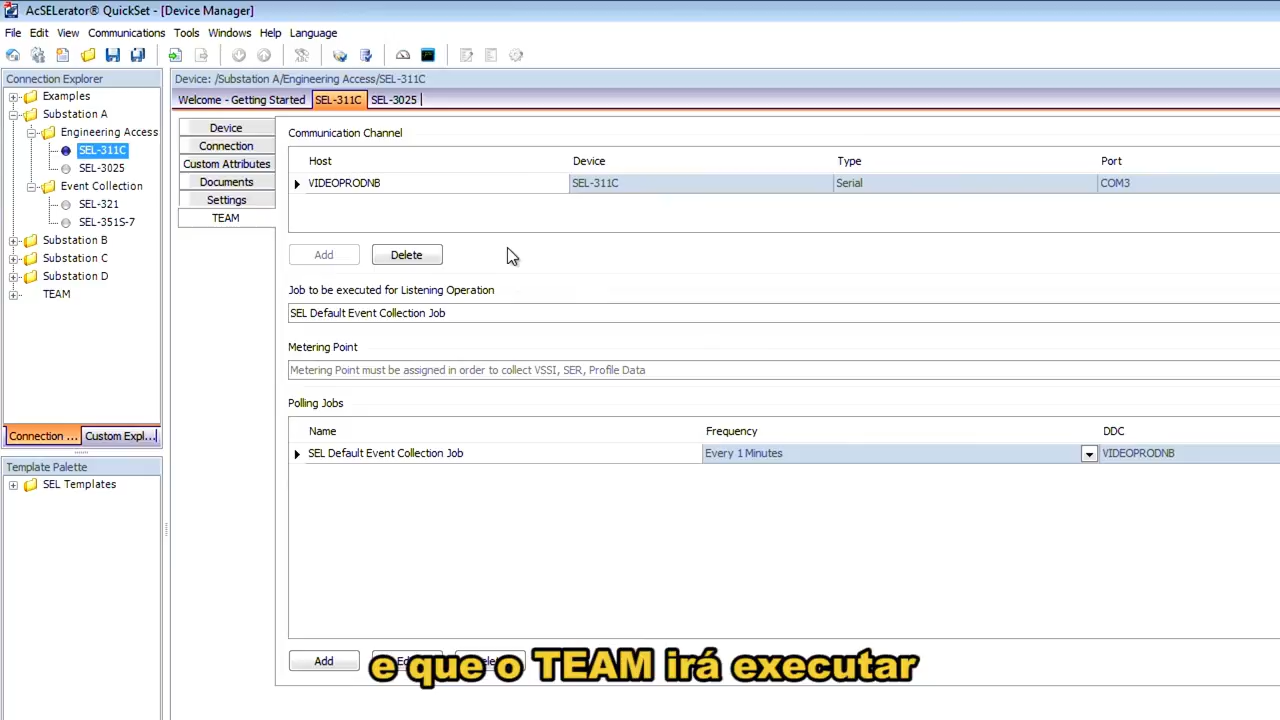 AcSELerator® QuickSet - [Device Manager]
File Edit View Communications Tools Windows Help Language
Connection Explorer
Examples
Substation A
Engineering Access
SEL-311C
SEL-3025
Event Collection
SEL-321
SEL-351S-7
Substation B
Substation C
Substation D
TEAM
Connection ... Custom Expl...
Template Palette
SEL Templates
Device: /Substation A/Engineering Access/SEL-311C
Welcome - Getting Started SEL-311C SEL-3025
Device
Connection
Custom Attributes
Documents
Settings
TEAM
Communication Channel
Host Device Type Port
VIDEOPRODNB SEL-311C Serial COM3
Add Delete
Job to be executed for Listening Operation
SEL Default Event Collection Job
Metering Point
Metering Point must be assigned in order to collect VSSI, SER, Profile Data
Polling Jobs
Name Frequency DDC
SEL Default Event Collection Job Every 1 Minutes VIDEOPRODNB
Add
e que o TEAM irá executar